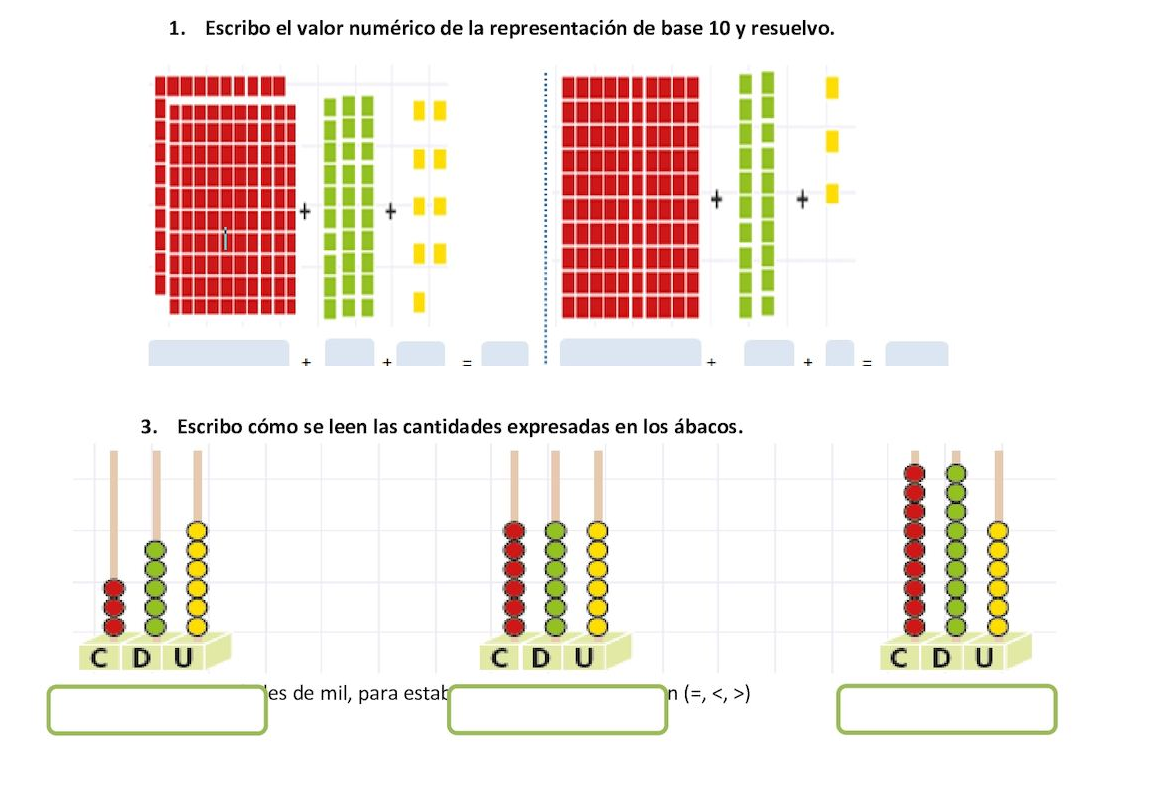 1. Escribo el valor numérico de la representación de base 10 y resuelvo.
+ + + +
+ + = + + =
3. Escribo cómo se leen las cantidades expresadas en los ábacos.
C D U C D U C D U
es de mil, para estab n (=, <, >)